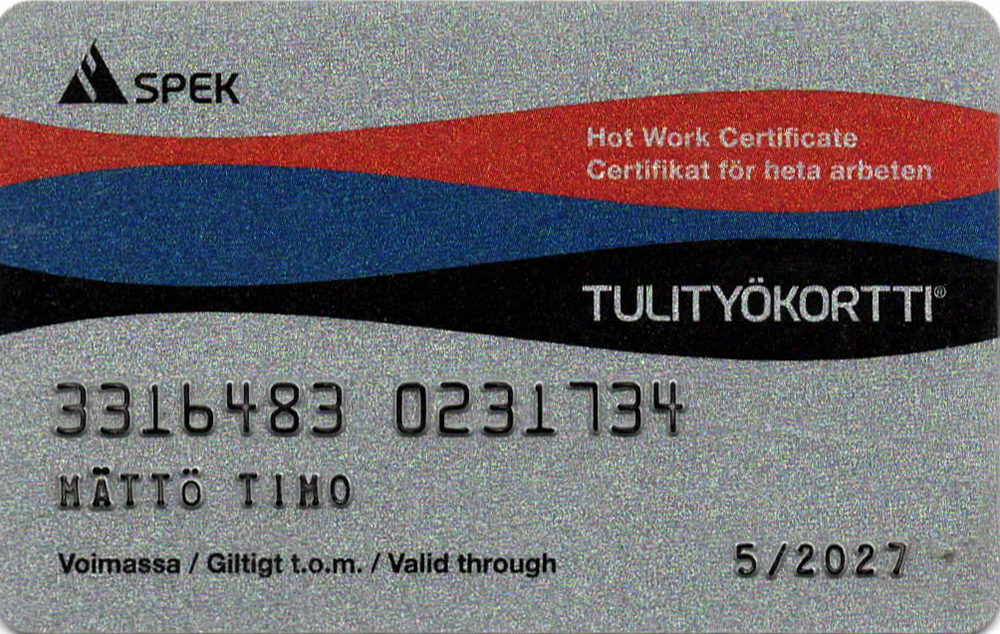 SPEK
Hot Work Certificate
Certifikat för heta arbeten
TULITYÖKORTTI®
3316483 0231734
MÄTTÖ TIMO
Voimassa / Giltigt t.o.m. / Valid through 5/2027